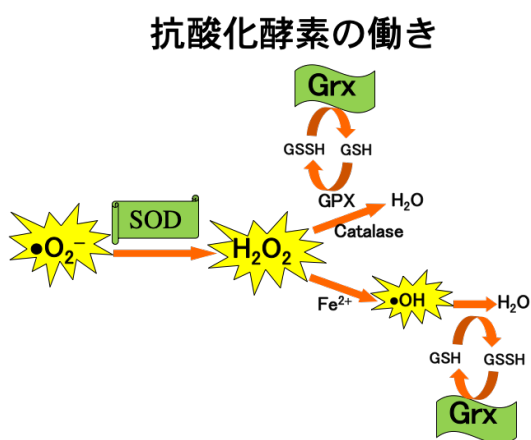 抗酸化酵素の働き
Grx
GSSH GSH
GPX
H₂O
SOD
Catalase
●O₂⁻
H₂O₂
Fe²⁺
●OH
H₂O
GSH GSSH
Grx